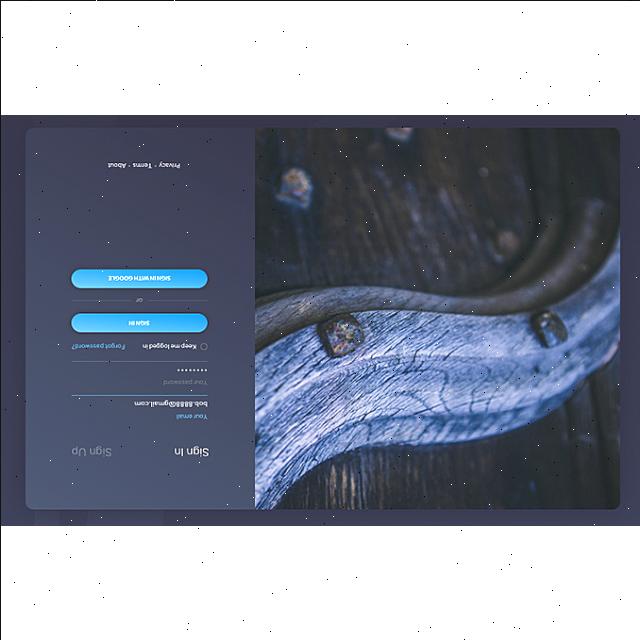 Sign In Sign Up
Your email
bob.8888@gmail.com
Your password
••••••••
Keep me logged in Forgot password?
SIGN IN
or
SIGN IN WITH GOOGLE
Privacy - Terms - About